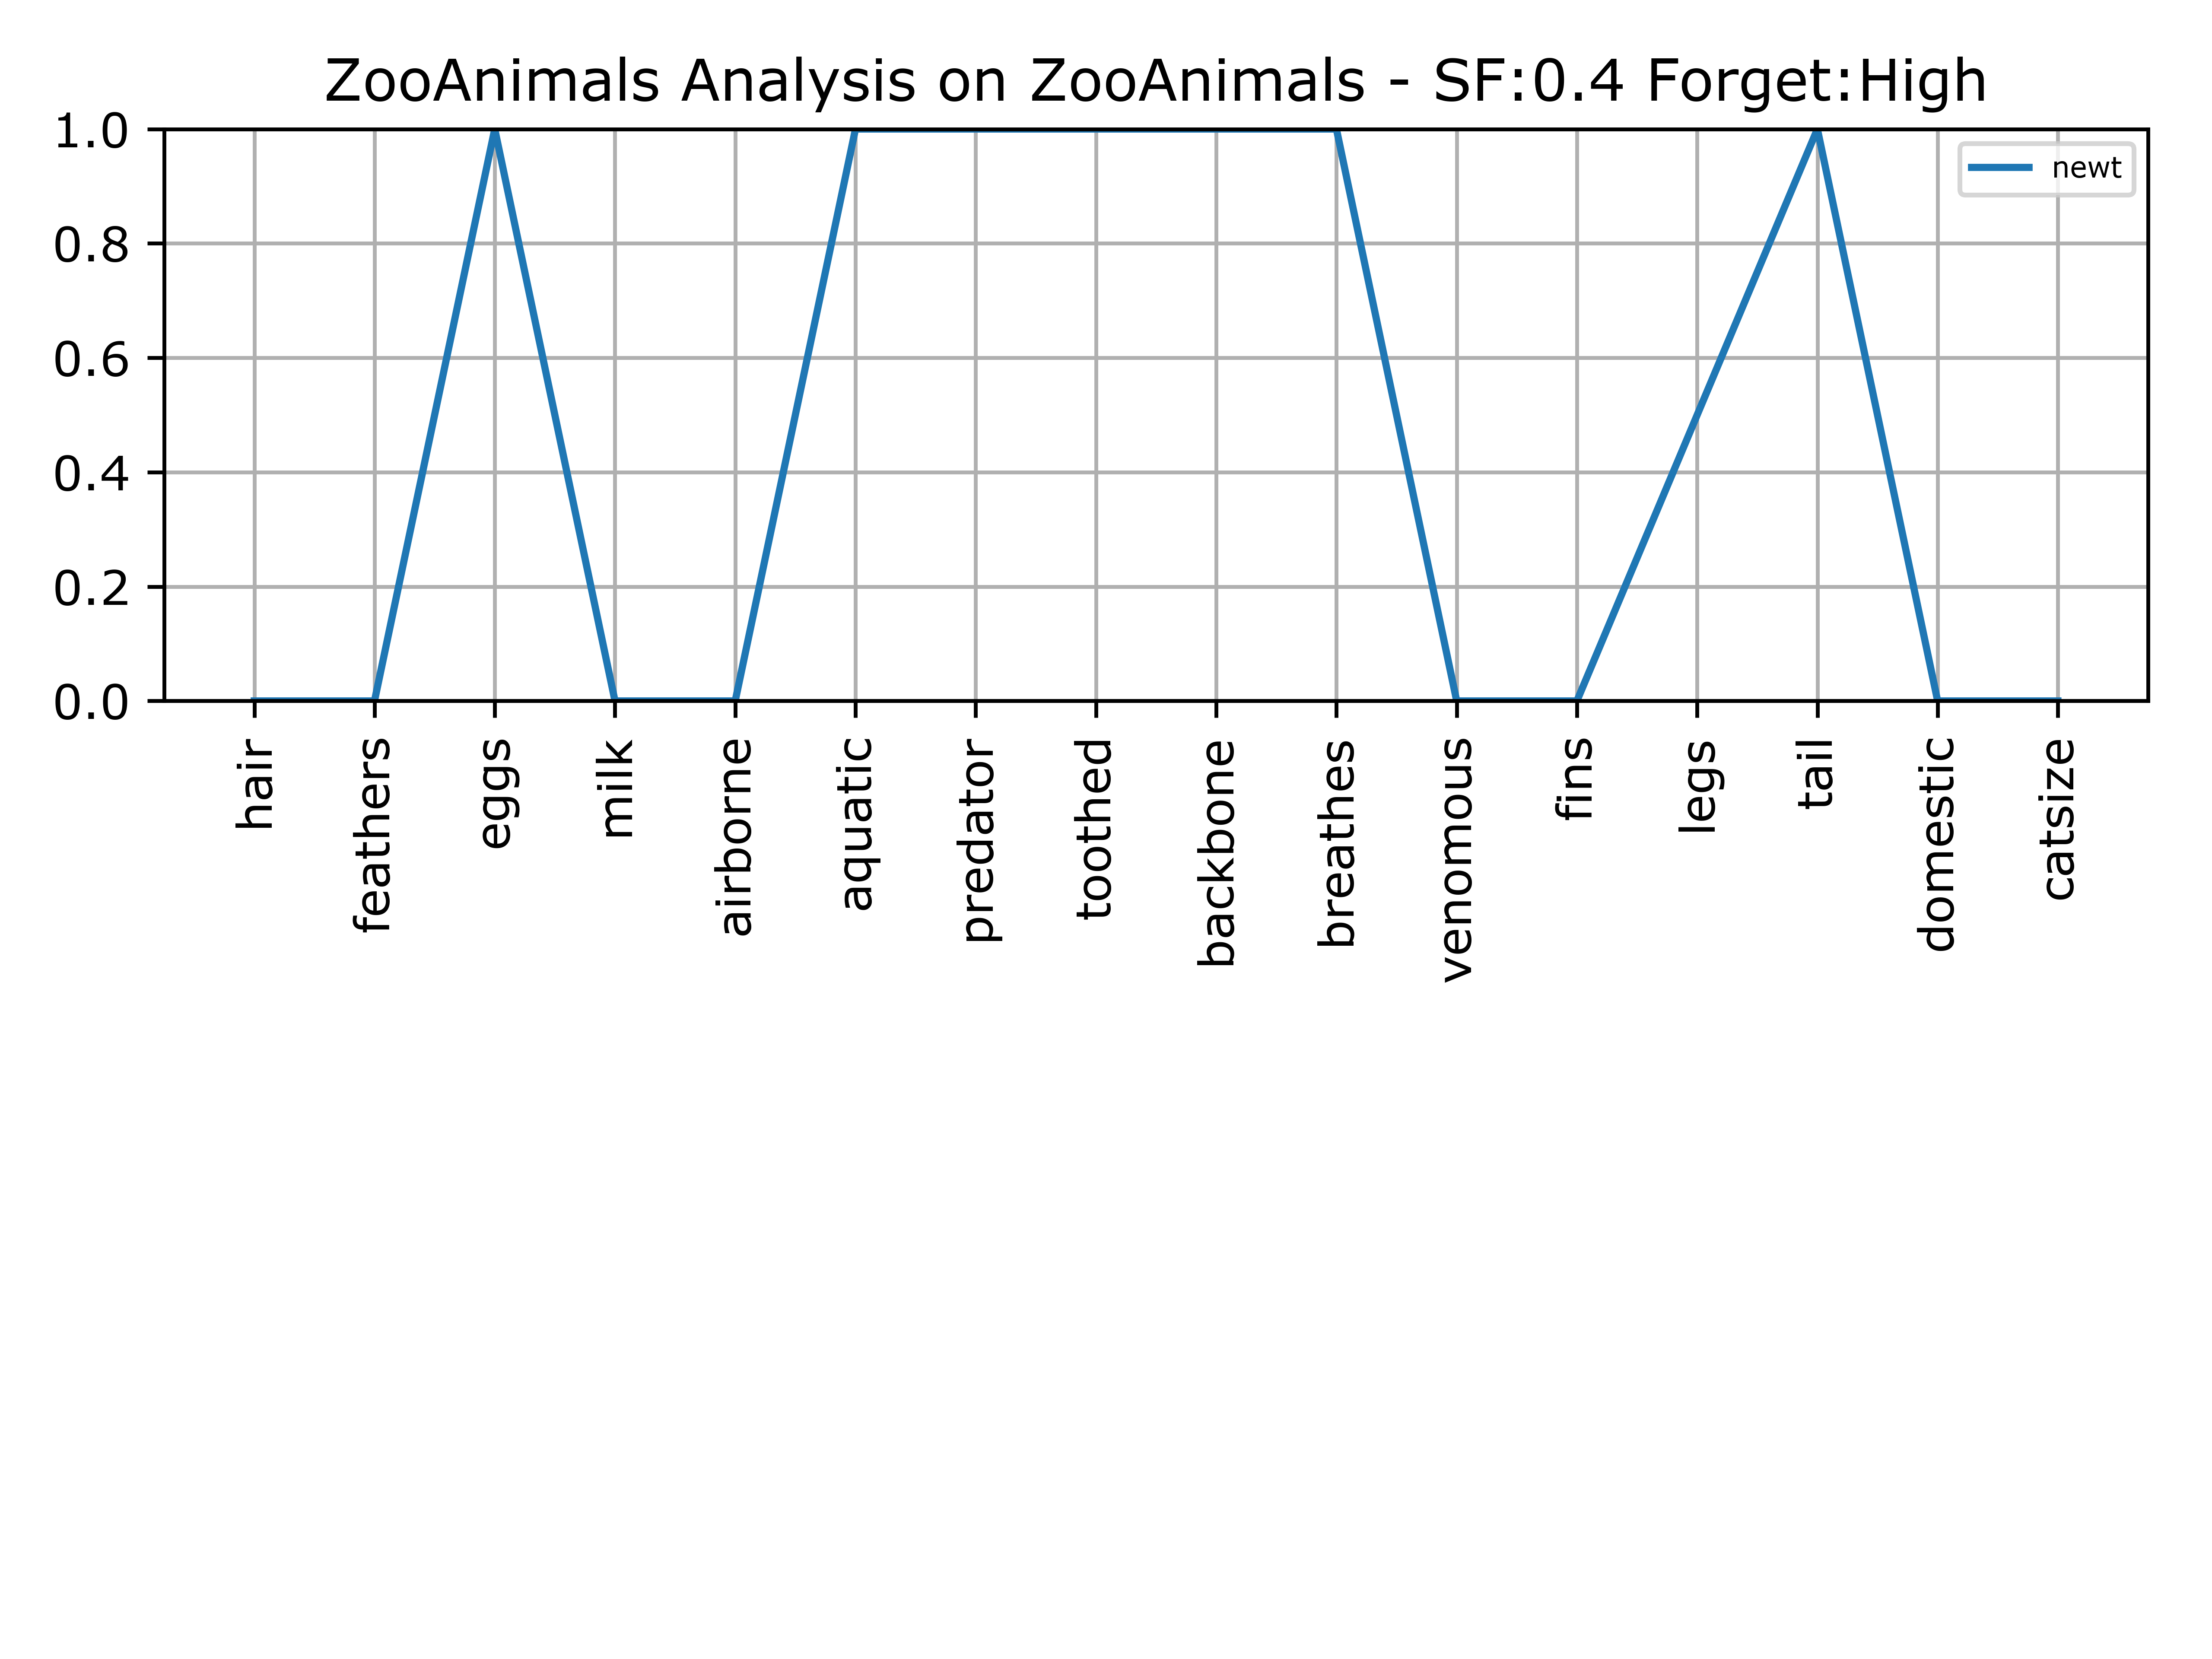 ZooAnimals Analysis on ZooAnimals - SF:0.4 Forget:High
1.0
0.8
0.6
0.4
0.2
0.0
newt
hair
feathers
eggs
milk
airborne
aquatic
predator
toothed
backbone
breathes
venomous
fins
legs
tail
domestic
catsize